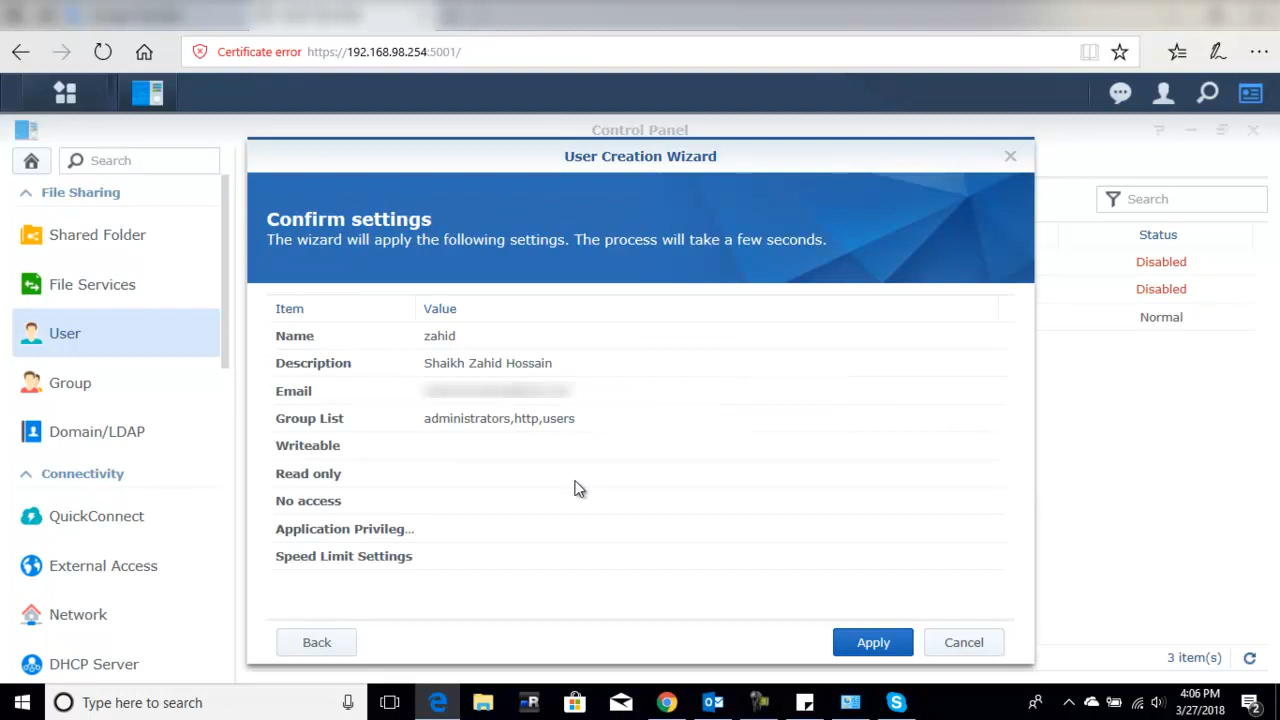 Certificate error https://192.168.98.254:5001/
Control Panel
Search
File Sharing
Shared Folder
File Services
User
Group
Domain/LDAP
Connectivity
QuickConnect
External Access
Network
DHCP Server
User Creation Wizard
Confirm settings
The wizard will apply the following settings. The process will take a few seconds.
Item Value
Name zahid
Description Shaikh Zahid Hossain
Email
Group List administrators,http,users
Writeable
Read only
No access
Application Privileg...
Speed Limit Settings
Back Apply Cancel
Search
Status
Disabled
Disabled
Normal
3 item(s)
Type here to search
4:06 PM
3/27/2018
2